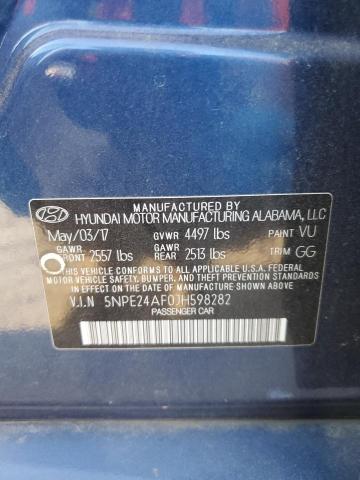 MANUFACTURED BY
HYUNDAI MOTOR MANUFACTURING ALABAMA, LLC
May/03/17 GVWR 4497 lbs PAINT VU
GAWR FRONT 2557 lbs GAWR REAR 2513 lbs TRIM GG
THIS VEHICLE CONFORMS TO ALL APPLICABLE U.S.A. FEDERAL
MOTOR VEHICLE SAFETY, BUMPER, AND THEFT PREVENTION
STANDARDS IN EFFECT ON THE DATE OF MANUFACTURE SHOWN ABOVE.
V.I.N 5NPE24AF0JH598282
PASSENGER CAR